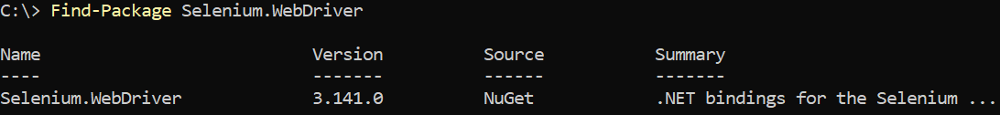 C:\> Find-Package Selenium.WebDriver
Name Version Source Summary
---- ------- ------ -------
Selenium.WebDriver 3.141.0 NuGet .NET bindings for the Selenium ...